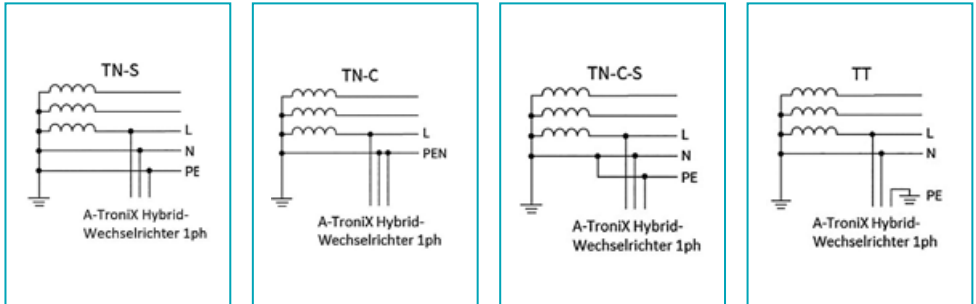 TN-S
L
N
PE
A-TroniX Hybrid-
Wechselrichter 1ph
TN-C
L
PEN
A-TroniX Hybrid-
Wechselrichter 1ph
TN-C-S
L
N
PE
A-TroniX Hybrid-
Wechselrichter 1ph
TT
L
N
PE
A-TroniX Hybrid-
Wechselrichter 1ph